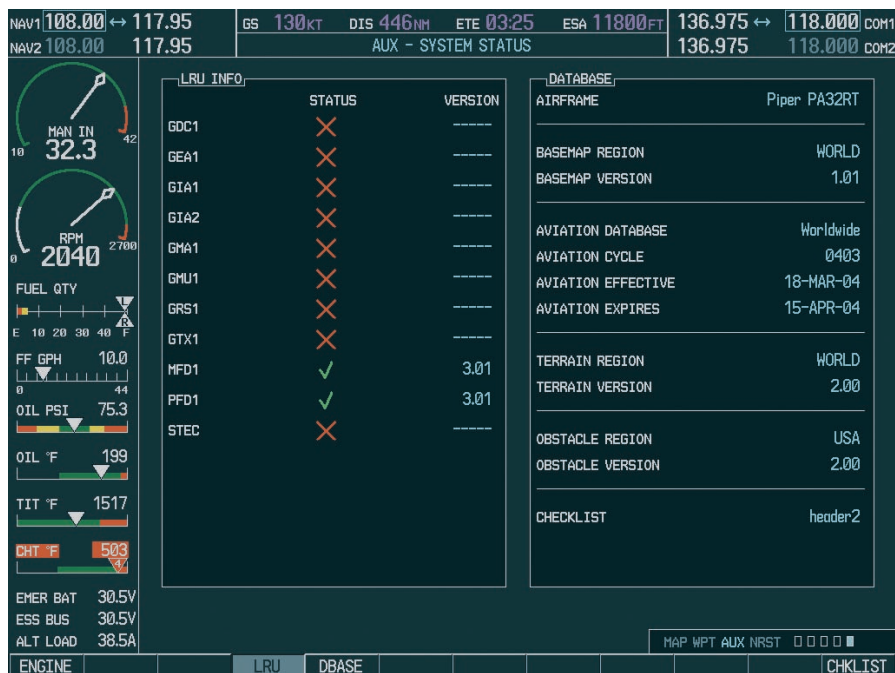 NAV1 108.00 ↔ 117.95 GS 130KT DIS 446NM ETE 03:25 ESA 11800FT 136.975 ↔ 118.000 COM1
NAV2 108.00 117.95 AUX - SYSTEM STATUS 136.975 118.000 COM2
MAN IN
10 32.3 42
RPM
0 2040 2700
FUEL QTY
L
R
E 10 20 30 40 F
FF GPH 10.0
0 44
OIL PSI 75.3
OIL °F 199
TIT °F 1517
CHT °F 503
4
EMER BAT 30.5V
ESS BUS 30.5V
ALT LOAD 38.5A
LRU INFO
STATUS VERSION
GDC1 -----
GEA1 -----
GIA1 -----
GIA2 -----
GMA1 -----
GMU1 -----
GRS1 -----
GTX1 -----
MFD1 3.01
PFD1 3.01
STEC -----
DATABASE
AIRFRAME Piper PA32RT
BASEMAP REGION WORLD
BASEMAP VERSION 1.01
AVIATION DATABASE Worldwide
AVIATION CYCLE 0403
AVIATION EFFECTIVE 18-MAR-04
AVIATION EXPIRES 15-APR-04
TERRAIN REGION WORLD
TERRAIN VERSION 2.00
OBSTACLE REGION USA
OBSTACLE VERSION 2.00
CHECKLIST header2
MAP WPT AUX NRST
ENGINE LRU DBASE CHKLIST